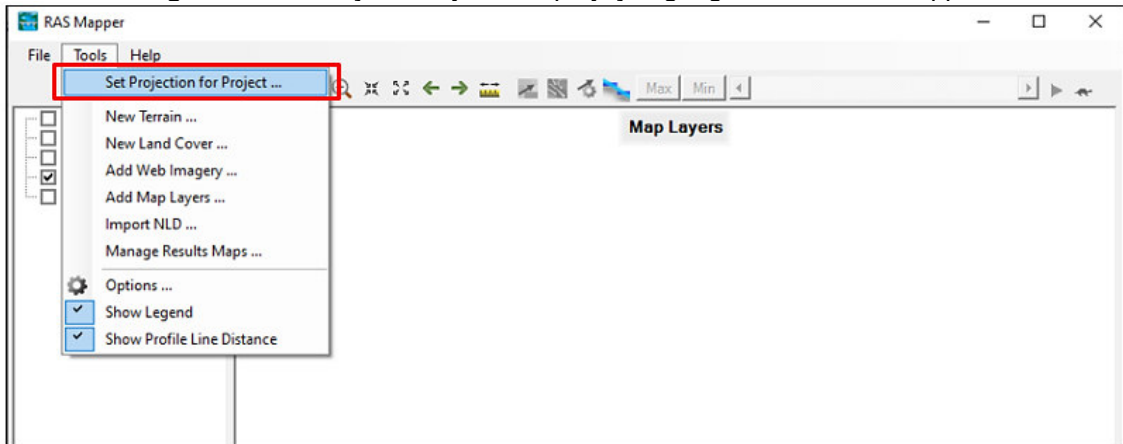 RAS Mapper
File Tools Help
Set Projection for Project ...
Max Min
New Terrain ...
Map Layers
New Land Cover ...
Add Web Imagery ...
Add Map Layers ...
Import NLD ...
Manage Results Maps ...
Options ...
Show Legend
Show Profile Line Distance